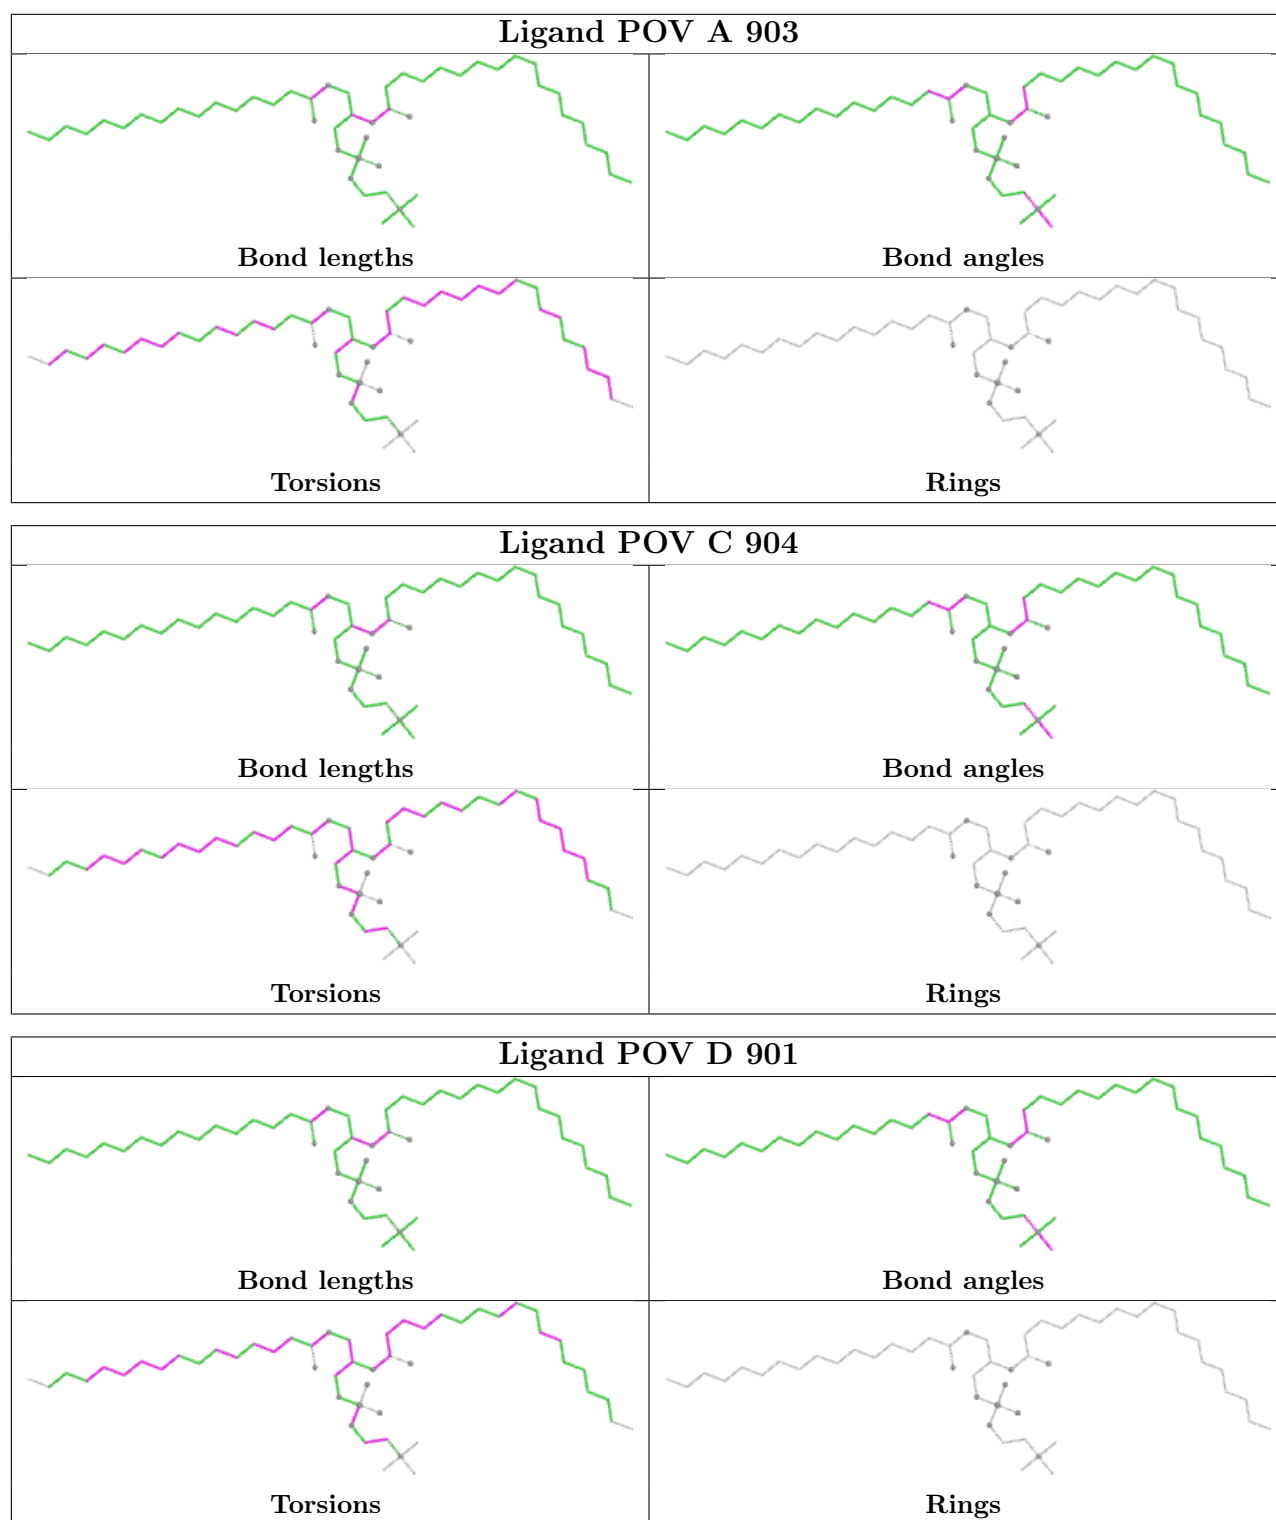 Ligand POV A 903
Bond lengths
Bond angles
Torsions
Rings
Ligand POV C 904
Bond lengths
Bond angles
Torsions
Rings
Ligand POV D 901
Bond lengths
Bond angles
Torsions
Rings